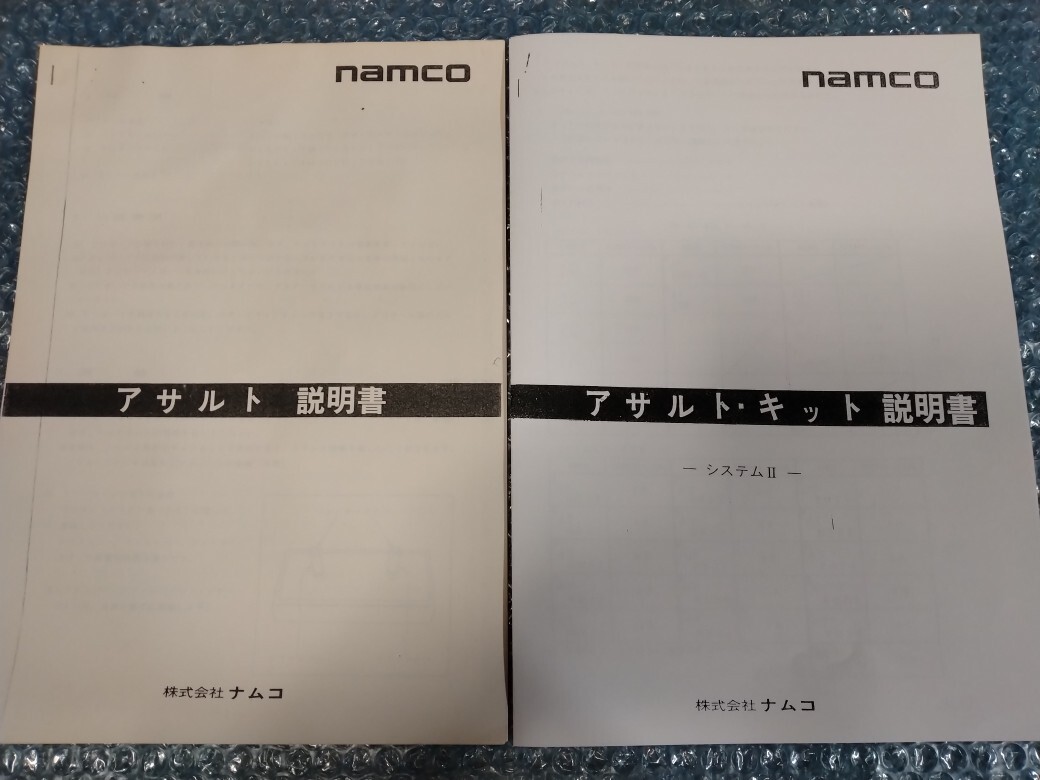 namco
アサルト 説明書
株式会社ナムコ
namco
アサルト・キット 説明書
— システムII —
株式会社ナムコ